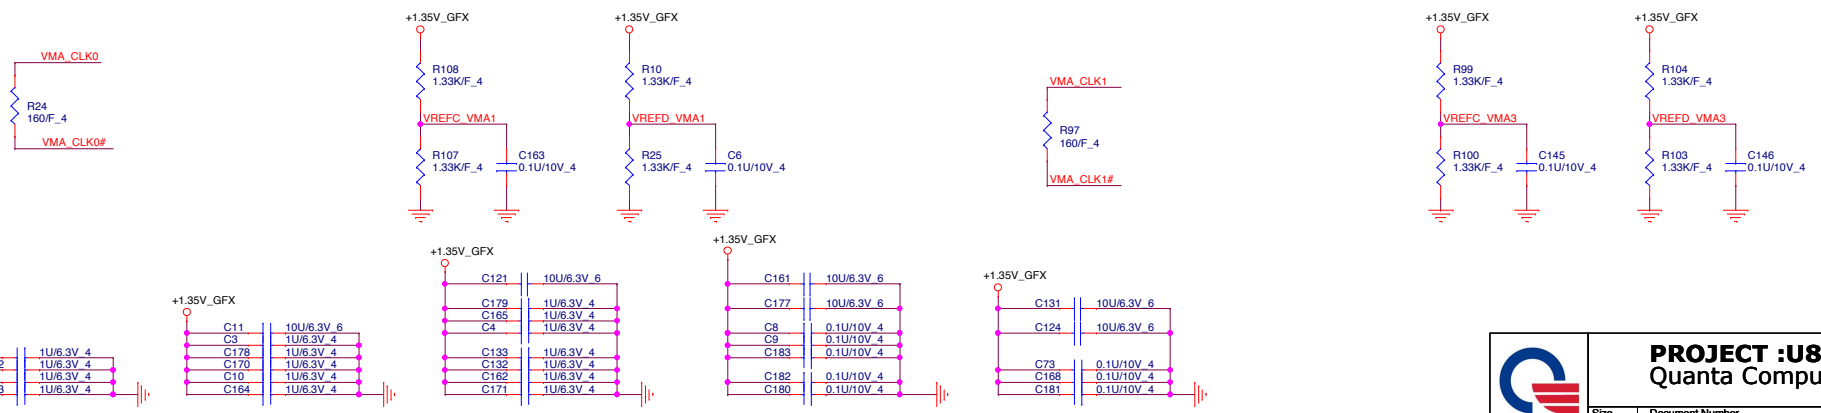 +1.35V_GFX
+1.35V_GFX
+1.35V_GFX
+1.35V_GFX
VMA_CLK0
R24
160/F_4
VMA_CLK0#
R108
1.33K/F_4
VREFC_VMA1
R107
1.33K/F_4
C163
0.1U/10V_4
R10
1.33K/F_4
VREFD_VMA1
R25
1.33K/F_4
C6
0.1U/10V_4
VMA_CLK1
R97
160/F_4
VMA_CLK1#
R99
1.33K/F_4
VREFC_VMA3
R100
1.33K/F_4
C145
0.1U/10V_4
R104
1.33K/F_4
VREFD_VMA3
R103
1.33K/F_4
C146
0.1U/10V_4
2 1U/6.3V_4
1U/6.3V_4
1U/6.3V_4
3 1U/6.3V_4
+1.35V_GFX
C11 10U/6.3V_6
C3 1U/6.3V_4
C178 1U/6.3V_4
C170 1U/6.3V_4
C10 1U/6.3V_4
C164 1U/6.3V_4
+1.35V_GFX
C121 10U/6.3V_6
C179 1U/6.3V_4
C165 1U/6.3V_4
C4 1U/6.3V_4
C133 1U/6.3V_4
C132 1U/6.3V_4
C162 1U/6.3V_4
C171 1U/6.3V_4
+1.35V_GFX
C161 10U/6.3V_6
C177 10U/6.3V_6
C8 0.1U/10V_4
C9 0.1U/10V_4
C183 0.1U/10V_4
C182 0.1U/10V_4
C180 0.1U/10V_4
+1.35V_GFX
C131 10U/6.3V_6
C124 10U/6.3V_6
C73 0.1U/10V_4
C168 0.1U/10V_4
C181 0.1U/10V_4
PROJECT :U8
Quanta Compu
Size Document Number